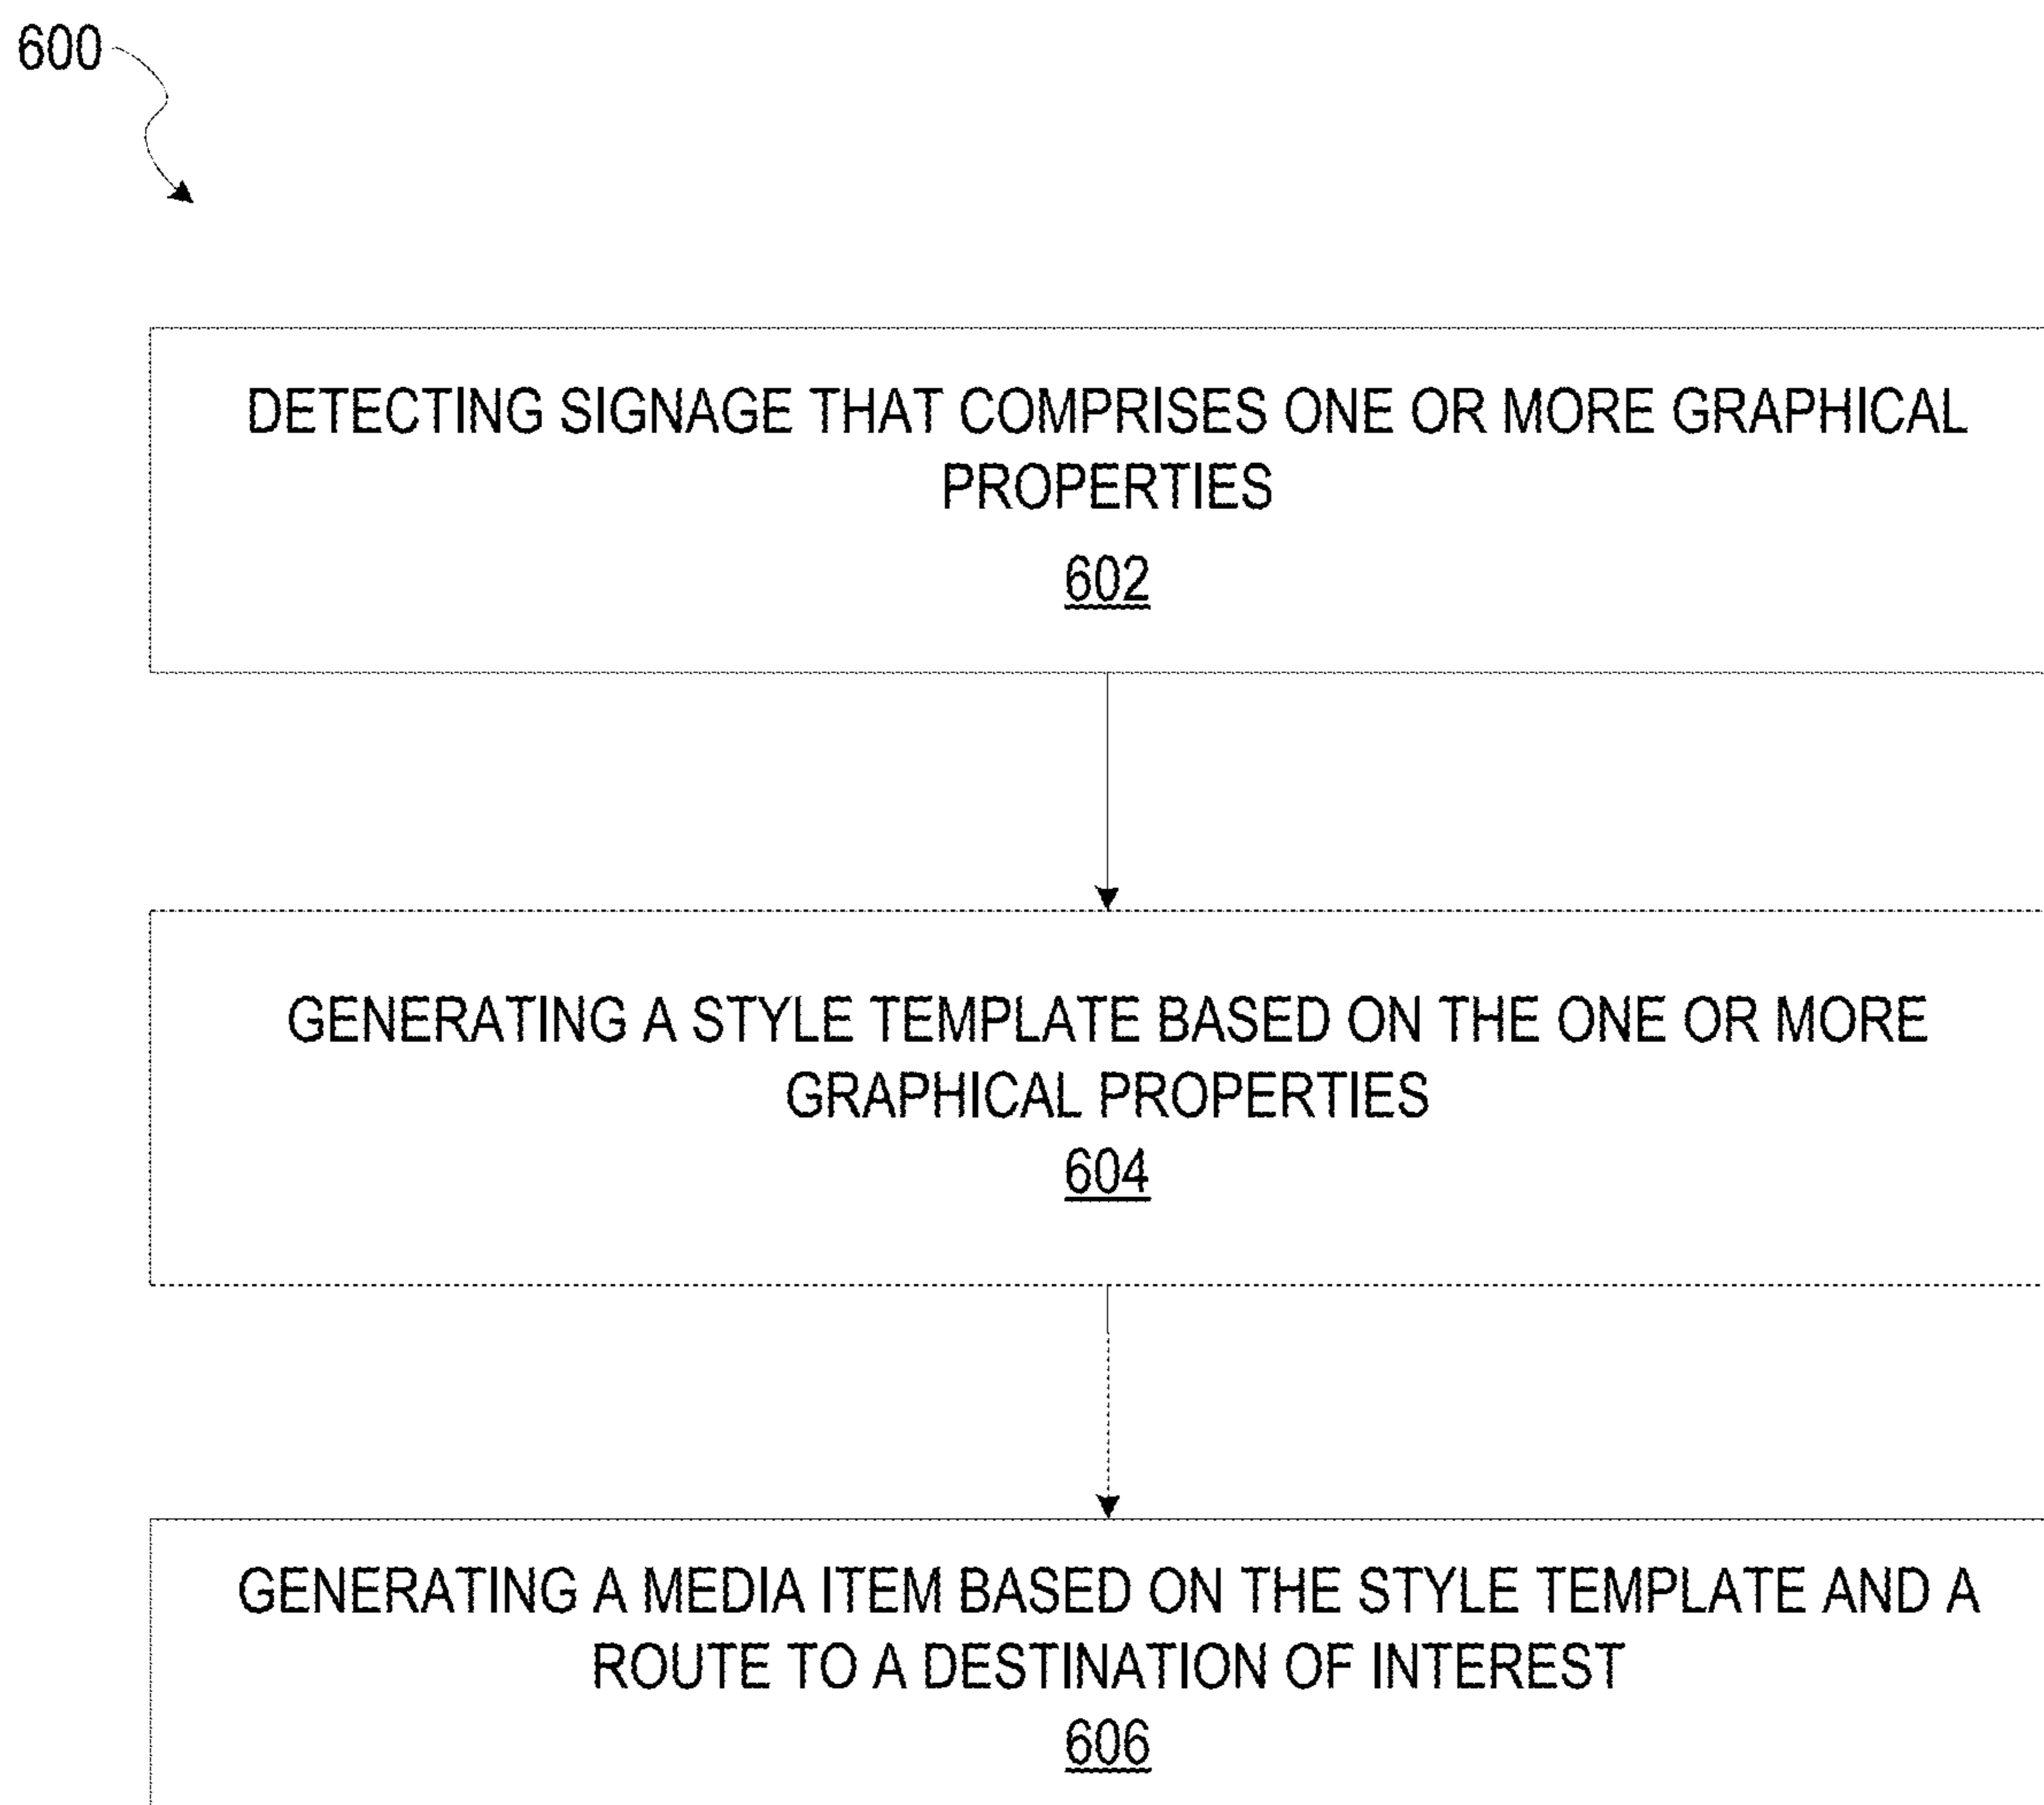 600
DETECTING SIGNAGE THAT COMPRISES ONE OR MORE GRAPHICAL
PROPERTIES
602
GENERATING A STYLE TEMPLATE BASED ON THE ONE OR MORE
GRAPHICAL PROPERTIES
604
GENERATING A MEDIA ITEM BASED ON THE STYLE TEMPLATE AND A
ROUTE TO A DESTINATION OF INTEREST
606